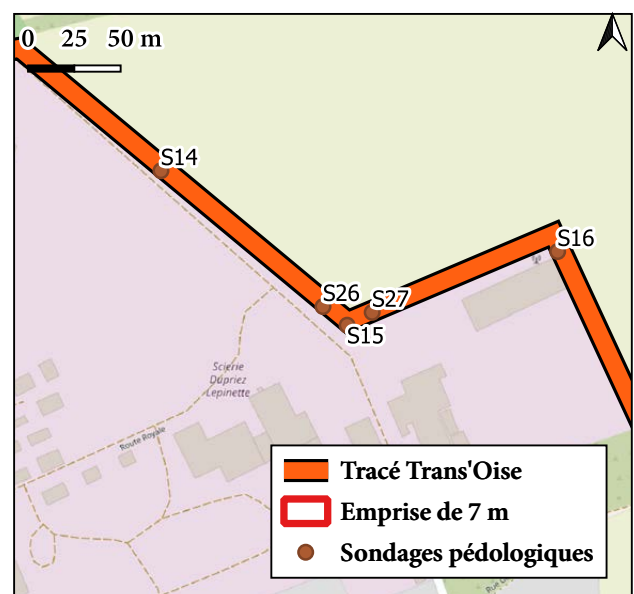 0 25 50 m
S14
S16
S26
S27
S15
Scierie
Dupriez
Lepinette
Route Royale
Tracé Trans'Oise
Emprise de 7 m
Sondages pédologiques